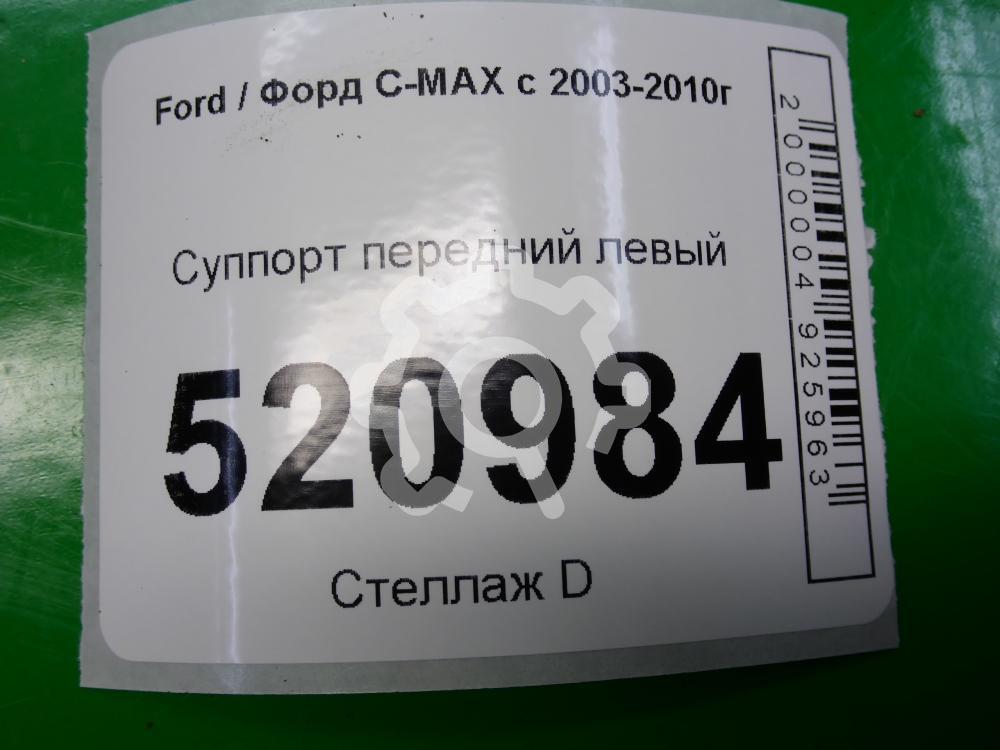 Ford / Форд C-MAX с 2003-2010г
Суппорт передний левый
520984
Стеллаж D
2000004925963